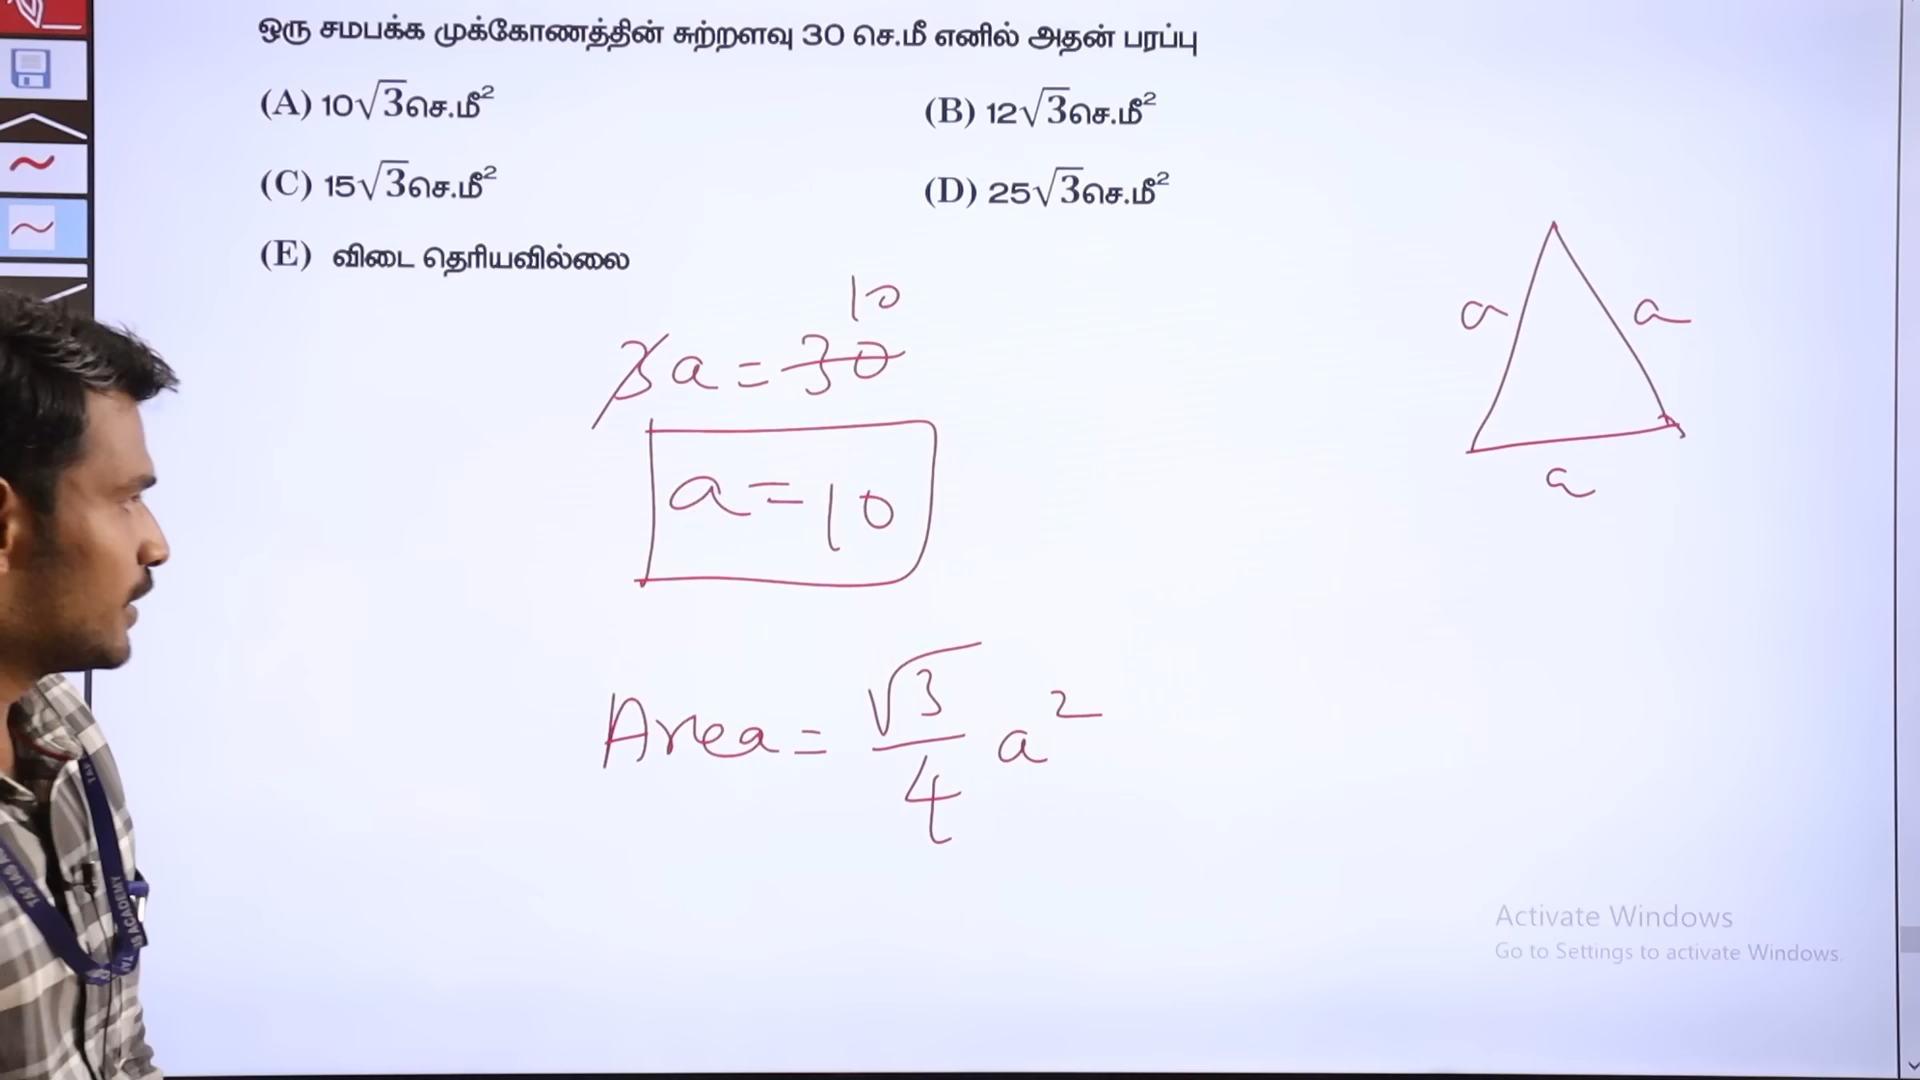 ஒரு சமபக்க முக்கோணத்தின் சுற்றளவு 30 செ.மீ எனில் அதன் பரப்பு
(A) 10√3செ.மீ² (B) 12√3செ.மீ²
(C) 15√3செ.மீ² (D) 25√3செ.மீ²
(E) விடை தெரியவில்லை
10
3a = 30
a = 10
a a
a
Area = √3/4 a²
Activate Windows
Go to Settings to activate Windows.
ACADEMY